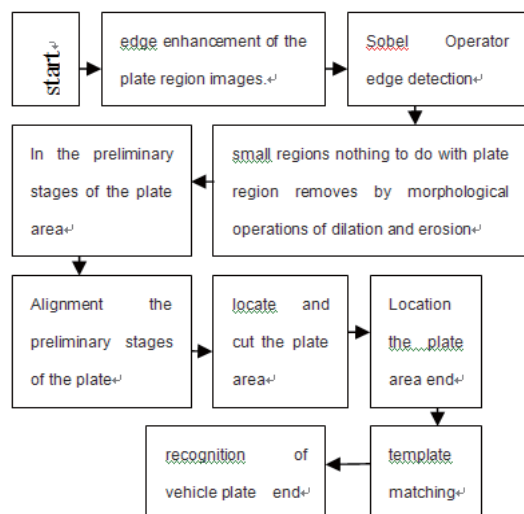 start
edge enhancement of the
plate region images.↵
Sobel Operator
edge detection↵
small regions nothing to do with plate
region removes by morphological
operations of dilation and erosion↵
In the preliminary
stages of the plate
area↵
Alignment the
preliminary stages
of the plate↵
locate and
cut the plate
area↵
Location
the plate
area end↵
template
matching↵
recognition of
vehicle plate end↵